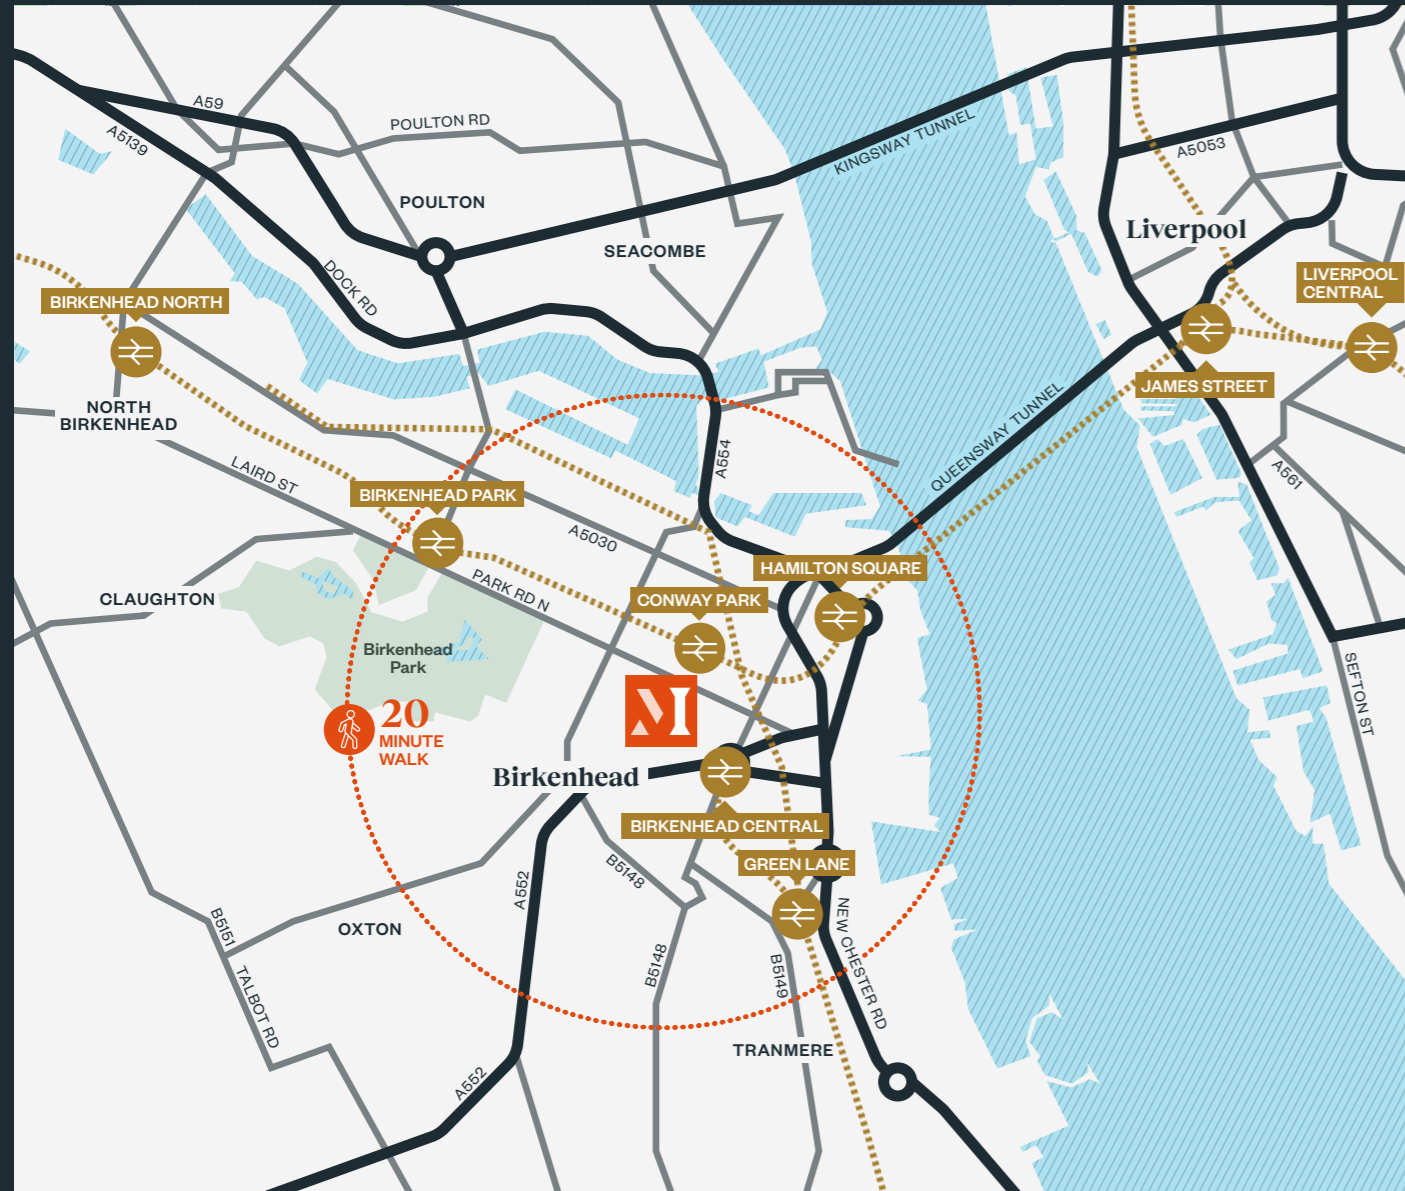 A59
A5139
POULTON RD
KINGSWAY TUNNEL
A5053
POULTON
Liverpool
SEACOMBE
DOCK RD
LIVERPOOL
CENTRAL
BIRKENHEAD NORTH
JAMES STREET
NORTH
BIRKENHEAD
QUEENSWAY TUNNEL
A554
LAIRD ST
A561
BIRKENHEAD PARK
A5030
HAMILTON SQUARE
PARK RD N
CONWAY PARK
CLAUGHTON
Birkenhead
Park
SEFTON ST
MI
20
MINUTE
WALK
Birkenhead
BIRKENHEAD CENTRAL
GREEN LANE
B5148
A552
B5151
OXTON
NEW CHESTER RD
B5148
B5149
TALBOT RD
TRANMERE
A552